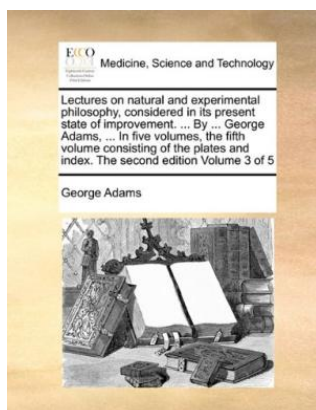 ECCO
Medicine, Science and Technology
Lectures on natural and experimental
philosophy, considered in its present
state of improvement. ... By ... George
Adams, ... In five volumes, the fifth
volume consisting of the plates and
index. The second edition Volume 3 of 5
George Adams